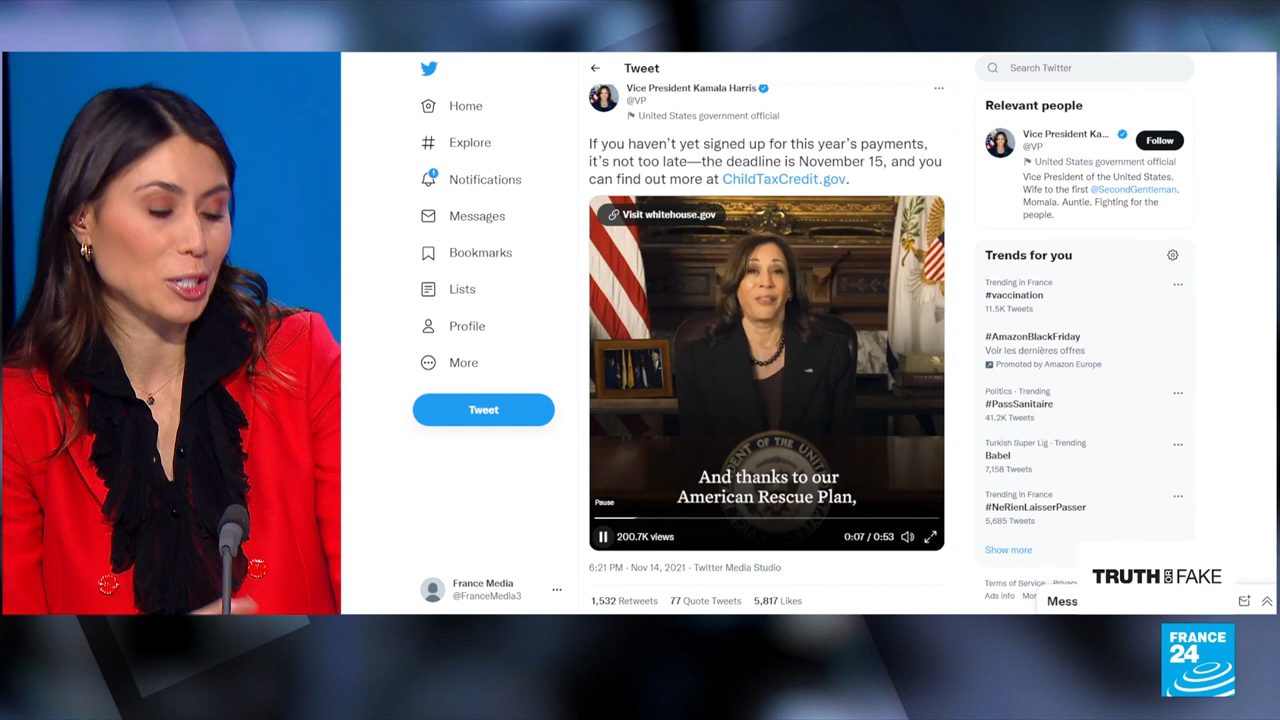 Home
Explore
1
Notifications
Messages
Bookmarks
Lists
Profile
More
Tweet
France Media
@FranceMedia3
Tweet
Vice President Kamala Harris
@VP
United States government official
If you haven't yet signed up for this year's payments,
it's not too late—the deadline is November 15, and you
can find out more at ChildTaxCredit.gov.
Visit whitehouse.gov
And thanks to our
American Rescue Plan,
Pause
200.7K views
0:07 / 0:53
6:21 PM · Nov 14, 2021 · Twitter Media Studio
1,532 Retweets 77 Quote Tweets 5,817 Likes
Search Twitter
Relevant people
Vice President Ka...
@VP
Follow
United States government official
Vice President of the United States.
Wife to the first @SecondGentleman.
Momala. Auntie. Fighting for the
people.
Trends for you
Trending in France
#vaccination
11.5K Tweets
#AmazonBlackFriday
Voir les dernières offres
Promoted by Amazon Europe
Politics · Trending
#PassSanitaire
41.2K Tweets
Turkish Super Lig · Trending
Babel
7,158 Tweets
Trending in France
#NeRienLaisserPasser
5,685 Tweets
Show more
Terms of Service Privacy
Ads info Mor
Mess
TRUTH OR FAKE
FRANCE
24